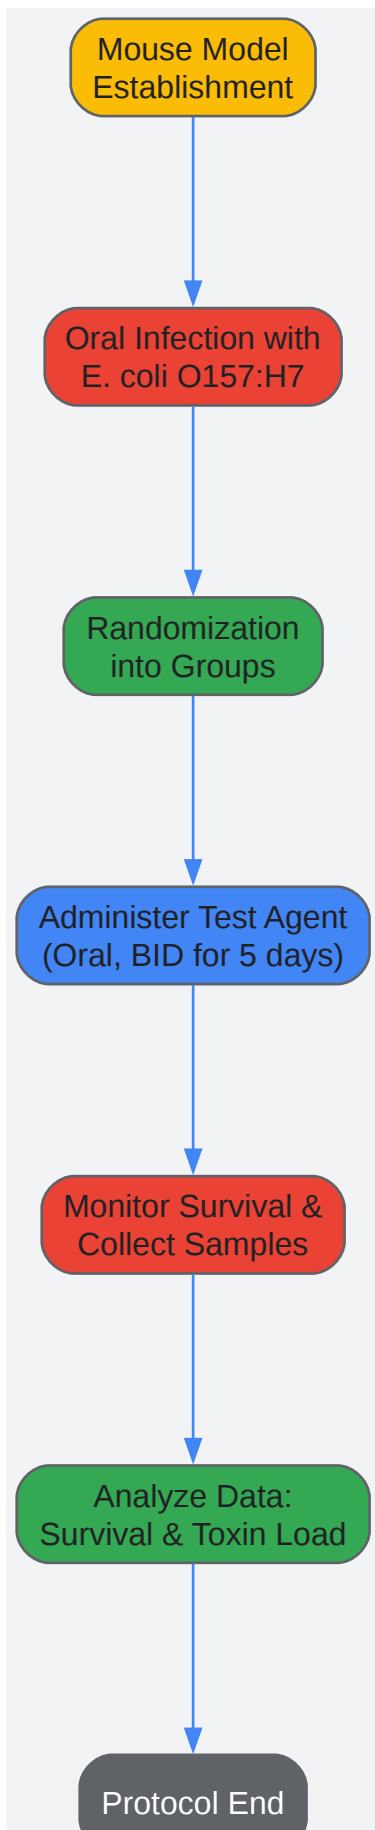 Mouse Model
Establishment
Oral Infection with
E. coli O157:H7
Randomization
into Groups
Administer Test Agent
(Oral, BID for 5 days)
Monitor Survival &
Collect Samples
Analyze Data:
Survival & Toxin Load
Protocol End